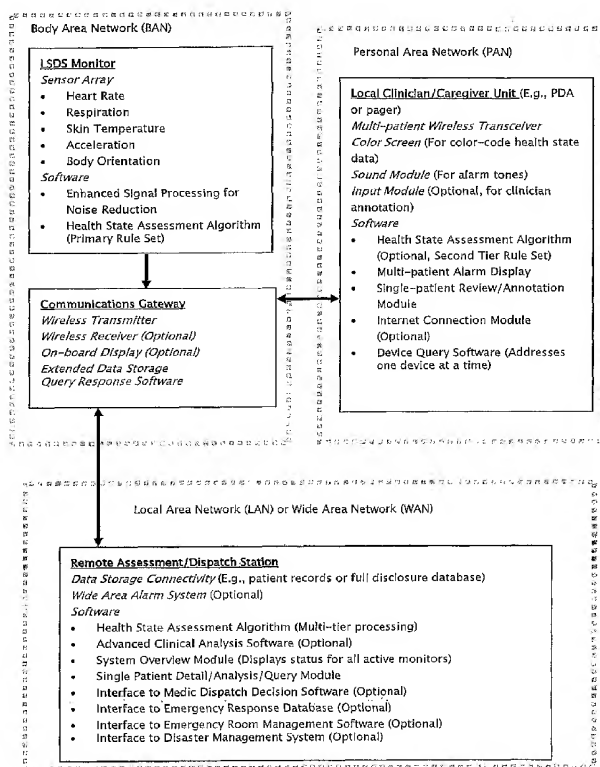 Body Area Network (BAN)
LSDS Monitor
Sensor Array
• Heart Rate
• Respiration
• Skin Temperature
• Acceleration
• Body Orientation
Software
• Enhanced Signal Processing for
Noise Reduction
• Health State Assessment Algorithm
(Primary Rule Set)
Communications Gateway
Wireless Transmitter
Wireless Receiver (Optional)
On-board Display (Optional)
Extended Data Storage
Query Response Software
Personal Area Network (PAN)
Local Clinician/Caregiver Unit (E.g., PDA
or pager)
Multi-patient Wireless Transceiver
Color Screen (For color-code health state
data)
Sound Module (For alarm tones)
Input Module (Optional, for clinician
annotation)
Software
• Health State Assessment Algorithm
(Optional, Second Tier Rule Set)
• Multi-patient Alarm Display
• Single-patient Review/Annotation
Module
• Internet Connection Module
(Optional)
• Device Query Software (Addresses
one device at a time)
Local Area Network (LAN) or Wide Area Network (WAN)
Remote Assessment/Dispatch Station
Data Storage Connectivity (E.g., patient records or full disclosure database)
Wide Area Alarm System (Optional)
Software
• Health State Assessment Algorithm (Multi-tier processing)
• Advanced Clinical Analysis Software (Optional)
• System Overview Module (Displays status for all active monitors)
• Single Patient Detail/Analysis/Query Module
• Interface to Medic Dispatch Decision Software (Optional)
• Interface to Emergency Response Database (Optional)
• Interface to Emergency Room Management Software (Optional)
• Interface to Disaster Management System (Optional)